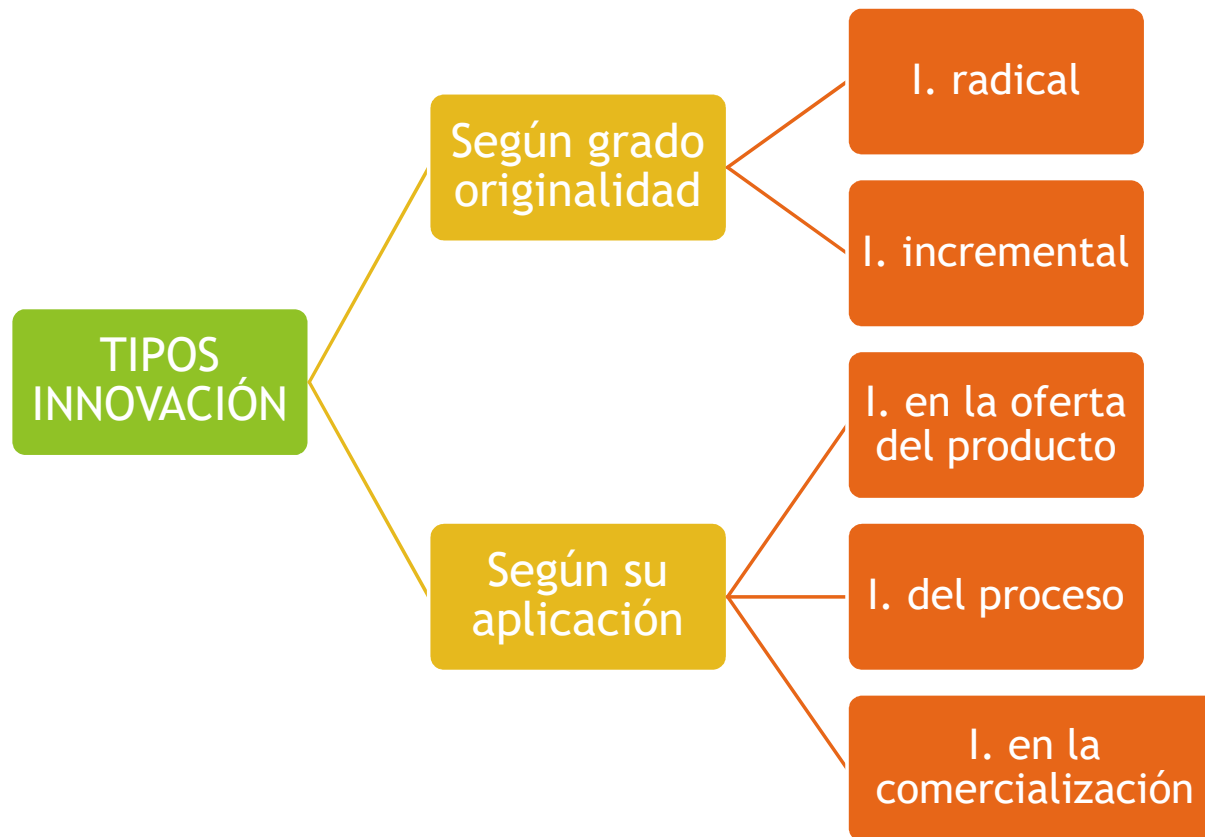 TIPOS
INNOVACIÓN
Según grado
originalidad
I. radical
I. incremental
Según su
aplicación
I. en la oferta
del producto
I. del proceso
I. en la
comercialización